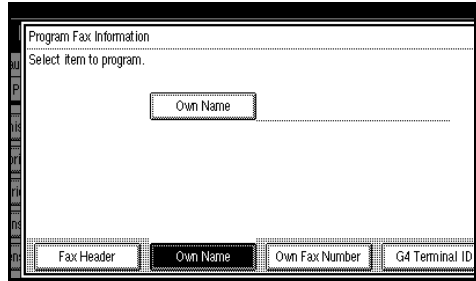 Program Fax Information
Select item to program.
Own Name
Fax Header
Own Name
Own Fax Number
G4 Terminal ID